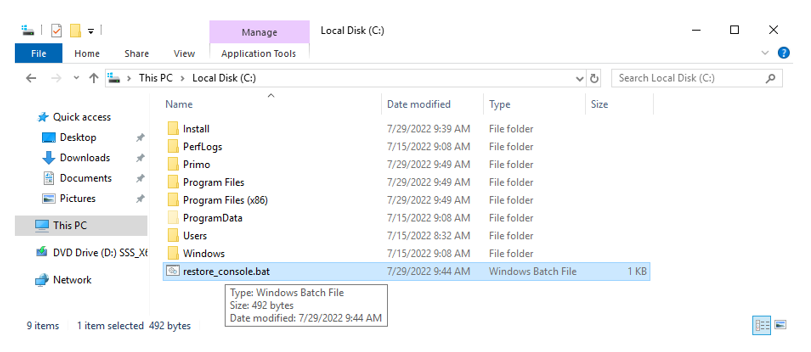 Manage
Local Disk (C:)
File Home Share View Application Tools
This PC Local Disk (C:) Search Local Disk (C:)
Name Date modified Type Size
Quick access
Desktop
Downloads
Documents
Pictures
This PC
DVD Drive (D:) SSS_X6
Network
Install 7/29/2022 9:39 AM File folder
PerfLogs 7/15/2022 9:08 AM File folder
Primo 7/29/2022 9:49 AM File folder
Program Files 7/29/2022 9:49 AM File folder
Program Files (x86) 7/29/2022 9:49 AM File folder
ProgramData 7/15/2022 9:08 AM File folder
Users 7/15/2022 8:32 AM File folder
Windows 7/15/2022 9:08 AM File folder
restore_console.bat 7/29/2022 9:44 AM Windows Batch File 1 KB
Type: Windows Batch File
Size: 492 bytes
Date modified: 7/29/2022 9:44 AM
9 items 1 item selected 492 bytes